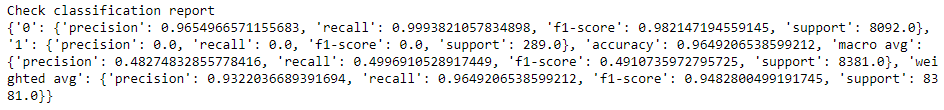 Check classification report
{'0': {'precision': 0.9654966571155683, 'recall': 0.9993821057834898, 'f1-score': 0.982147194559145, 'support': 8092.0},
'1': {'precision': 0.0, 'recall': 0.0, 'f1-score': 0.0, 'support': 289.0}, 'accuracy': 0.9649206538599212, 'macro avg':
{'precision': 0.48274832855778416, 'recall': 0.4996910528917449, 'f1-score': 0.4910735972795725, 'support': 8381.0}, 'wei
ghted avg': {'precision': 0.9322036689391694, 'recall': 0.9649206538599212, 'f1-score': 0.9482800499191745, 'support': 83
81.0}}